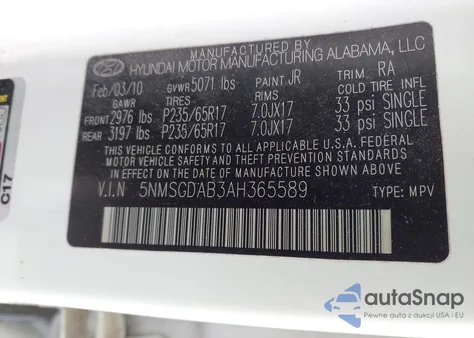 MANUFACTURED BY
HYUNDAI MOTOR MANUFACTURING ALABAMA, LLC
Feb/03/10 GVWR 5071 lbs PAINT JR TRIM. RA
GAWR TIRES COLD TIRE INFL
FRONT 2976 lbs P235/65R17 7.0JX17 33 psi SINGLE
REAR 3197 lbs P235/65R17 7.0JX17 33 psi SINGLE
THIS VEHICLE CONFORMS TO ALL APPLICABLE U.S.A. FEDERAL
MOTOR VEHICLE SAFETY, BUMPER, AND THEFT PREVENTION
STANDARDS IN EFFECT ON THE DATE OF MANUFACTURE SHOWN ABOVE.
V.I.N 5NMSGDAB3AH365589 TYPE: MPV
C17
autoSnap
Pewne auta z aukcji USA i EU